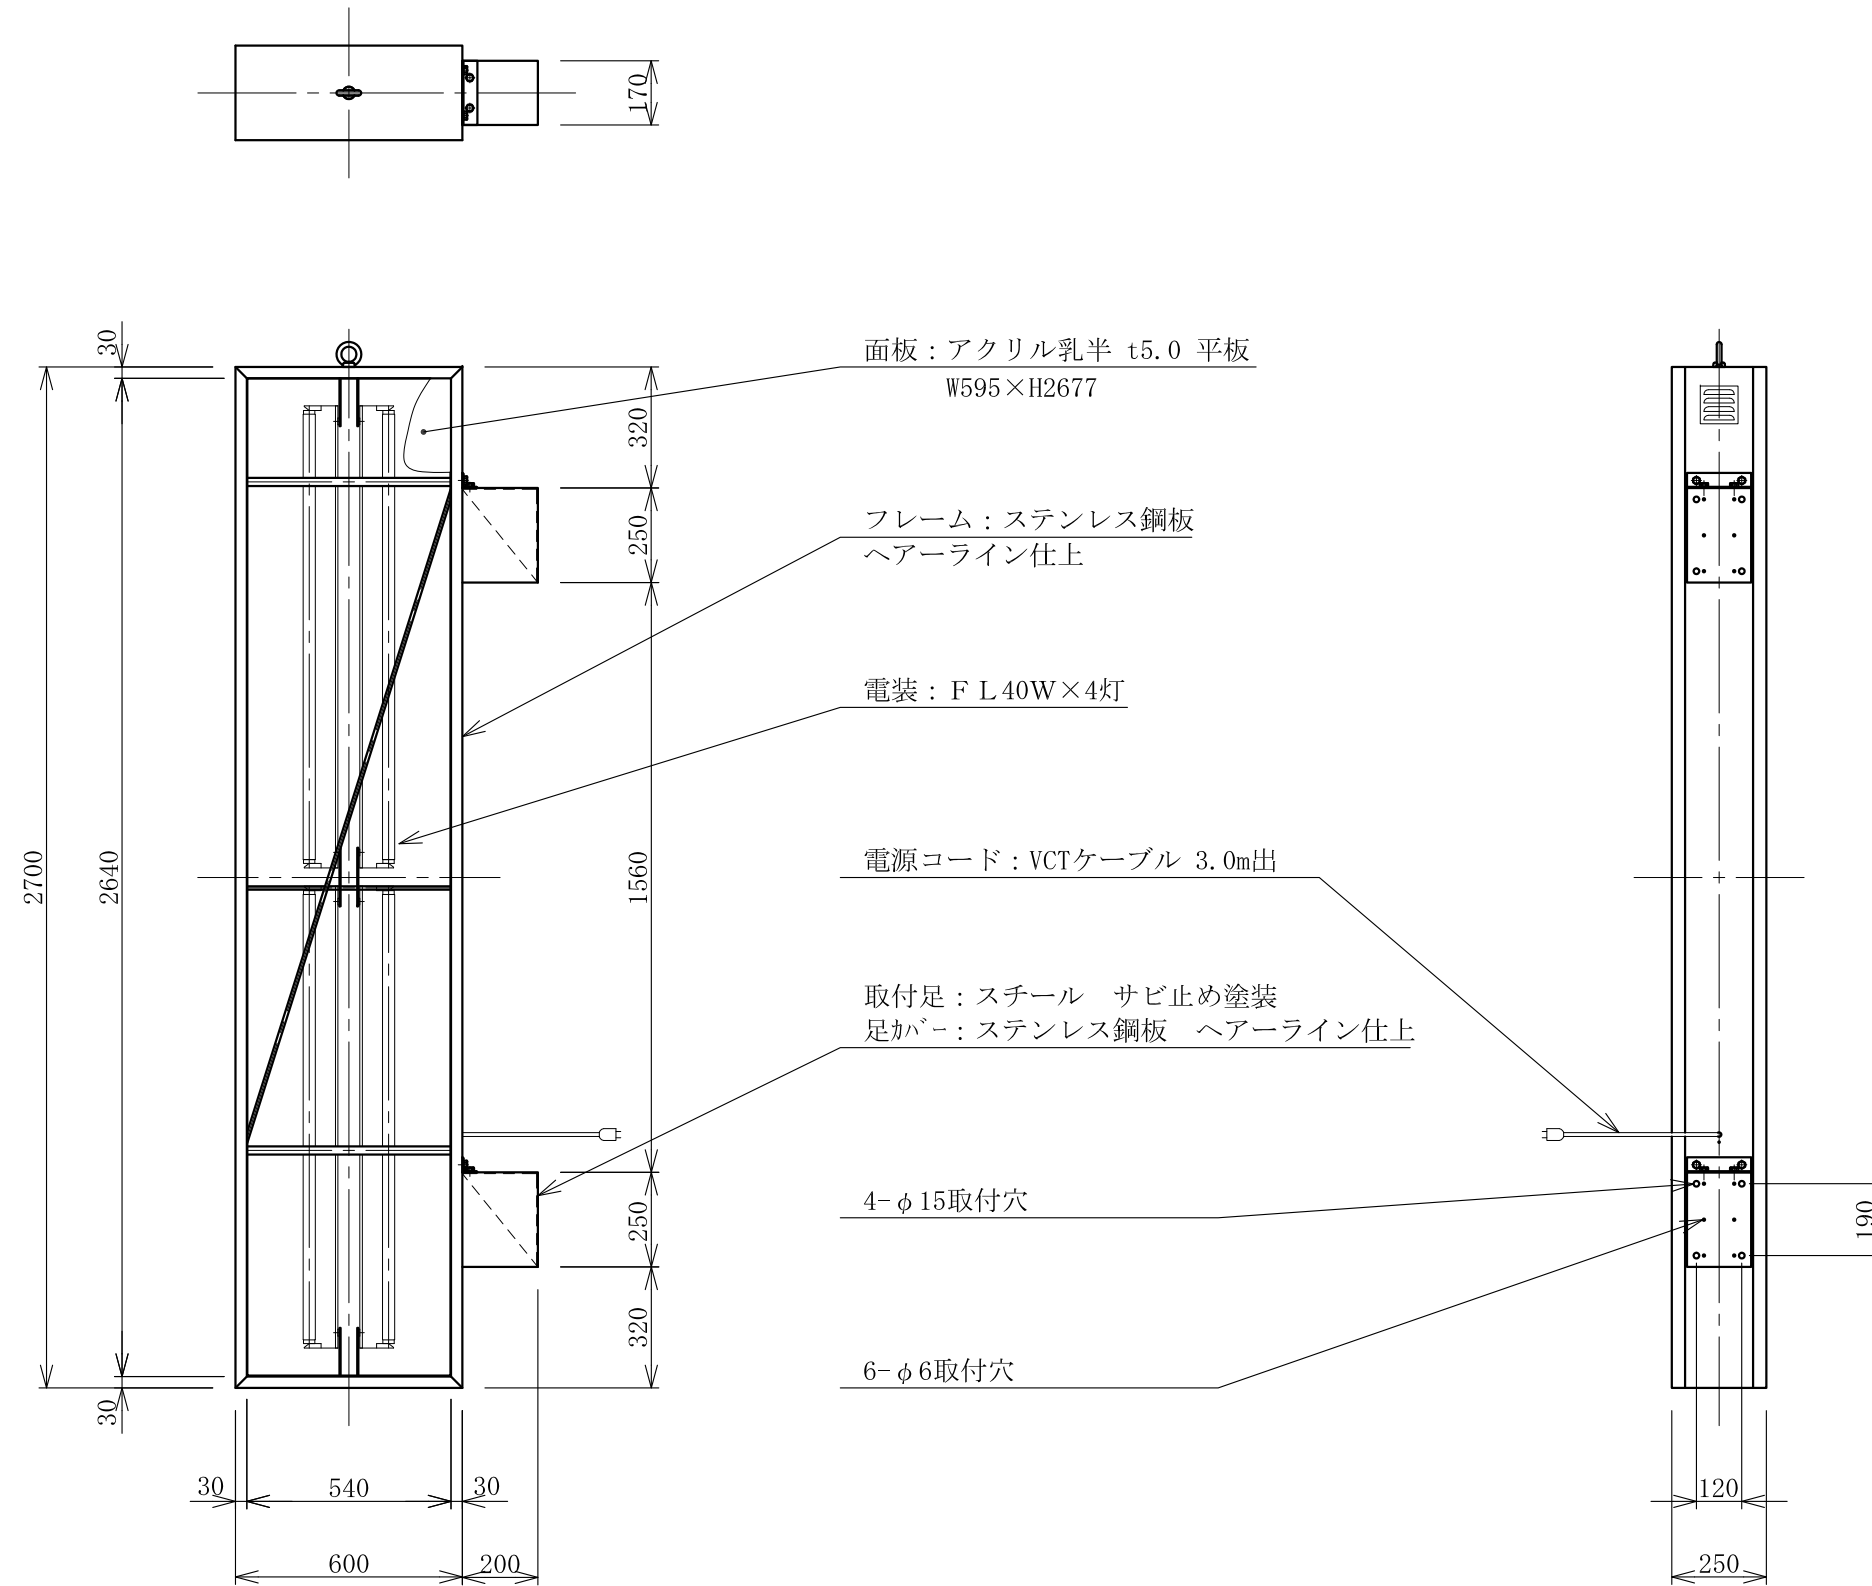 170
30
面板：アクリル乳半 t5.0 平板
W595×H2677
320
フレーム：ステンレス鋼板
ヘアーライン仕上
250
電装：ＦＬ40W×4灯
2700
2640
1560
電源コード：VCTケーブル 3.0m出
取付足：スチール　サビ止め塗装
足ｶﾊﾞｰ：ステンレス鋼板　ヘアーライン仕上
250
4-φ15取付穴
190
320
6-φ6取付穴
30
30
540
30
120
600
200
250